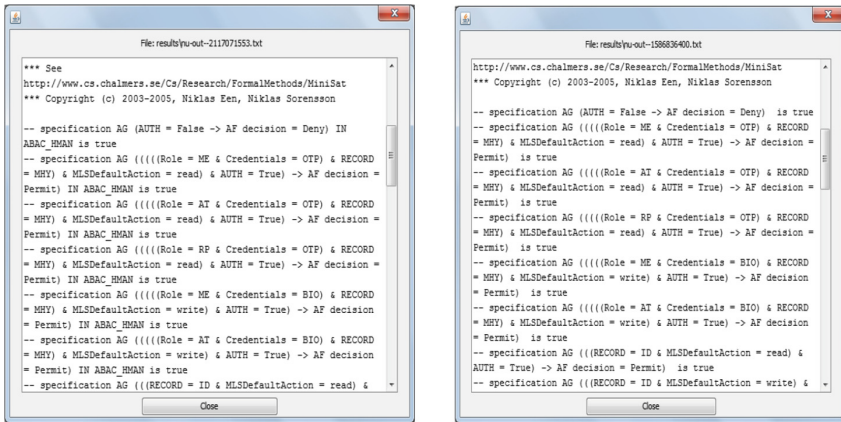 File: results\nu-out--2117071553.txt
*** See
http://www.cs.chalmers.se/Cs/Research/FormalMethods/MiniSat
*** Copyright (c) 2003-2005, Niklas Een, Niklas Sorensson
-- specification AG (AUTH = False -> AF decision = Deny) IN
ABAC_HMAN is true
-- specification AG (((((Role = ME & Credentials = OTP) & RECORD
= MHY) & MLSDefaultAction = read) & AUTH = True) -> AF decision =
Permit) IN ABAC_HMAN is true
-- specification AG (((((Role = AT & Credentials = OTP) & RECORD
= MHY) & MLSDefaultAction = read) & AUTH = True) -> AF decision =
Permit) IN ABAC_HMAN is true
-- specification AG (((((Role = RP & Credentials = OTP) & RECORD
= MHY) & MLSDefaultAction = read) & AUTH = True) -> AF decision =
Permit) IN ABAC_HMAN is true
-- specification AG (((((Role = ME & Credentials = BIO) & RECORD
= MHY) & MLSDefaultAction = write) & AUTH = True) -> AF decision
= Permit) IN ABAC_HMAN is true
-- specification AG (((((Role = AT & Credentials = BIO) & RECORD
= MHY) & MLSDefaultAction = write) & AUTH = True) -> AF decision
= Permit) IN ABAC_HMAN is true
-- specification AG (((RECORD = ID & MLSDefaultAction = read) &
Close
File: results\nu-out--1586836400.txt
http://www.cs.chalmers.se/Cs/Research/FormalMethods/MiniSat
*** Copyright (c) 2003-2005, Niklas Een, Niklas Sorensson
-- specification AG (AUTH = False -> AF decision = Deny)  is true
-- specification AG (((((Role = ME & Credentials = OTP) & RECORD
= MHY) & MLSDefaultAction = read) & AUTH = True) -> AF decision =
Permit)  is true
-- specification AG (((((Role = AT & Credentials = OTP) & RECORD
= MHY) & MLSDefaultAction = read) & AUTH = True) -> AF decision =
Permit)  is true
-- specification AG (((((Role = RP & Credentials = OTP) & RECORD
= MHY) & MLSDefaultAction = read) & AUTH = True) -> AF decision =
Permit)  is true
-- specification AG (((((Role = ME & Credentials = BIO) & RECORD
= MHY) & MLSDefaultAction = write) & AUTH = True) -> AF decision
= Permit)  is true
-- specification AG (((((Role = AT & Credentials = BIO) & RECORD
= MHY) & MLSDefaultAction = write) & AUTH = True) -> AF decision
= Permit)  is true
-- specification AG (((RECORD = ID & MLSDefaultAction = read) &
AUTH = True) -> AF decision = Permit)  is true
-- specification AG (((RECORD = ID & MLSDefaultAction = write) &
Close